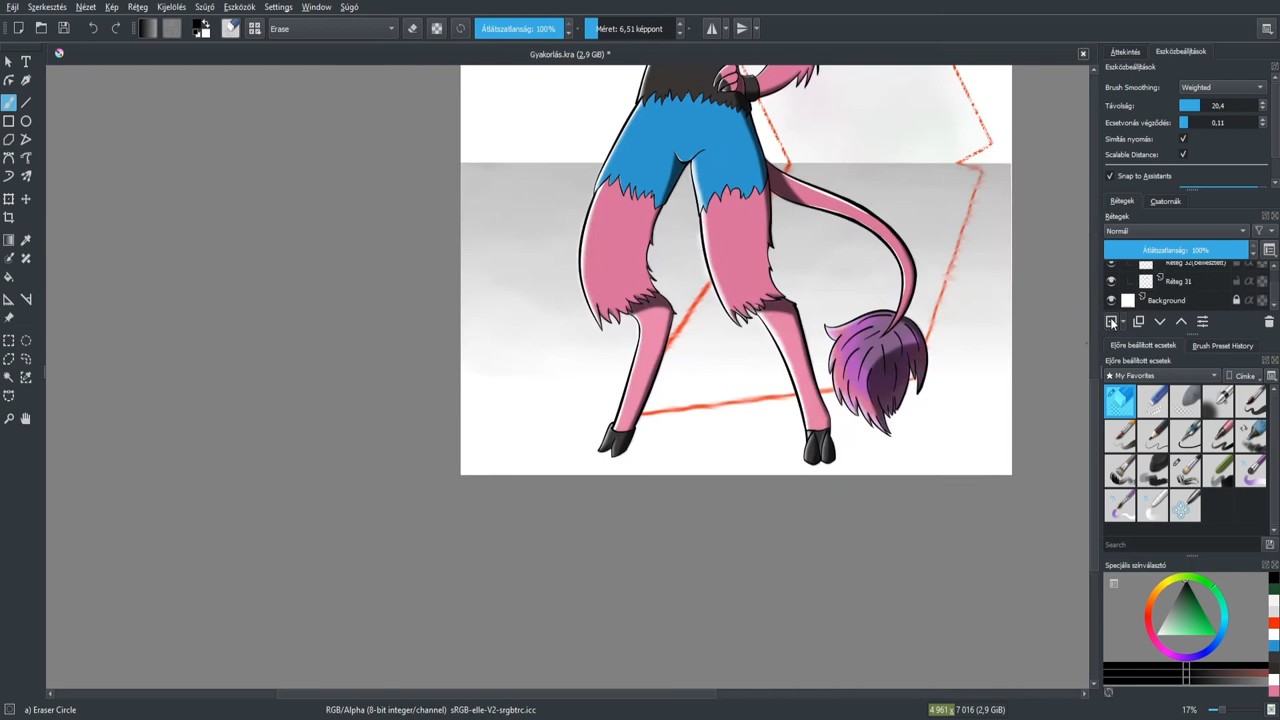 Fájl Szerkesztés Nézet Kép Réteg Kijelölés Szűrő Eszközök Settings Window Súgó
Erase Átlátszatlanság: 100% Méret: 6,51 képpont
Gyakorlás.kra (2,9 GiB) *
Áttekintés Eszközbeállítások
Eszközbeállítások
Brush Smoothing: Weighted
Távolság: 20,4
Ecsetvonás végződés: 0,11
Simítás nyomás:
Scalable Distance:
Snap to Assistants
Rétegek Csatornák
Rétegek
Normál
Átlátszatlanság: 100%
Réteg 32(beillesztett)
Réteg 31
Background
Előre beállított ecsetek Brush Preset History
Előre beállított ecsetek
★ My Favorites Címke
Search
Speciális színválasztó
a) Eraser Circle RGB/Alpha (8-bit integer/channel) sRGB-elle-V2-srgbtrc.icc 4 961 x 7 016 (2,9 GiB) 17%